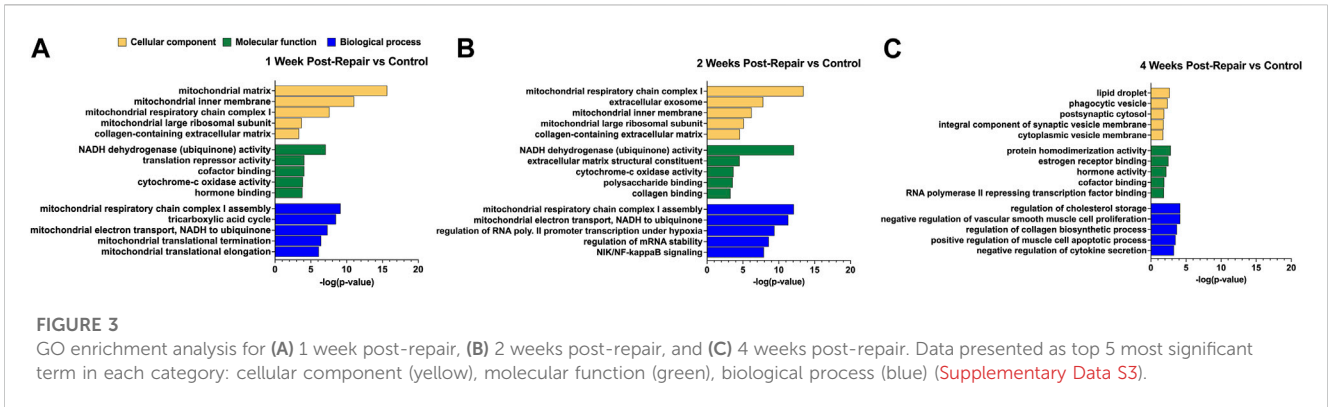 A
Cellular component Molecular function Biological process
1 Week Post-Repair vs Control
mitochondrial matrix
mitochondrial inner membrane
mitochondrial respiratory chain complex I
mitochondrial large ribosomal subunit
collagen-containing extracellular matrix
NADH dehydrogenase (ubiquinone) activity
translation repressor activity
cofactor binding
cytochrome-c oxidase activity
hormone binding
mitochondrial respiratory chain complex I assembly
tricarboxylic acid cycle
mitochondrial electron transport, NADH to ubiquinone
mitochondrial translational termination
mitochondrial translational elongation
0 5 10 15 20
-log(p-value)
B
2 Weeks Post-Repair vs Control
mitochondrial respiratory chain complex I
extracellular exosome
mitochondrial inner membrane
mitochondrial large ribosomal subunit
collagen-containing extracellular matrix
NADH dehydrogenase (ubiquinone) activity
extracellular matrix structural constituent
cytochrome-c oxidase activity
polysaccharide binding
collagen binding
mitochondrial respiratory chain complex I assembly
mitochondrial electron transport, NADH to ubiquinone
regulation of RNA poly. II promoter transcription under hypoxia
regulation of mRNA stability
NIK/NF-kappaB signaling
0 5 10 15 20
-log(p-value)
C
4 Weeks Post-Repair vs Control
lipid droplet
phagocytic vesicle
postsynaptic cytosol
integral component of synaptic vesicle membrane
cytoplasmic vesicle membrane
protein homodimerization activity
estrogen receptor binding
hormone activity
cofactor binding
RNA polymerase II repressing transcription factor binding
regulation of cholesterol storage
negative regulation of vascular smooth muscle cell proliferation
regulation of collagen biosynthetic process
positive regulation of muscle cell apoptotic process
negative regulation of cytokine secretion
0 5 10 15 20
-log(p-value)
FIGURE 3
GO enrichment analysis for (A) 1 week post-repair, (B) 2 weeks post-repair, and (C) 4 weeks post-repair. Data presented as top 5 most significant
term in each category: cellular component (yellow), molecular function (green), biological process (blue) (Supplementary Data S3).